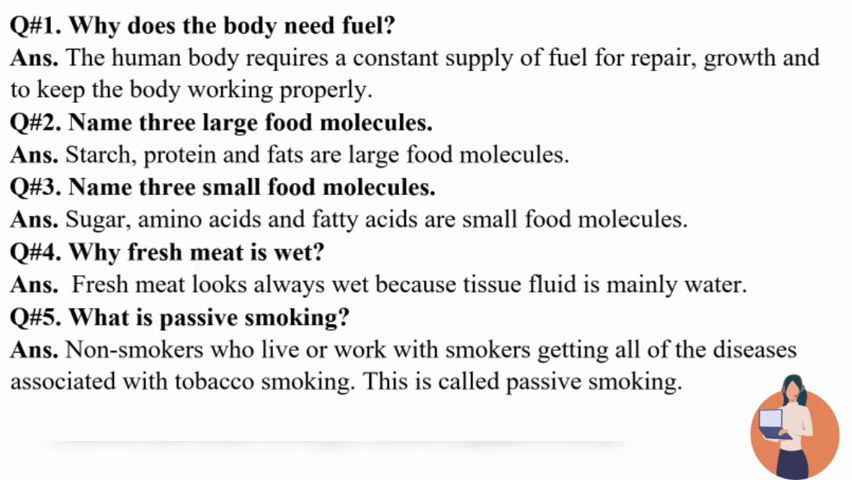 Q#1. Why does the body need fuel?
Ans. The human body requires a constant supply of fuel for repair, growth and
to keep the body working properly.
Q#2. Name three large food molecules.
Ans. Starch, protein and fats are large food molecules.
Q#3. Name three small food molecules.
Ans. Sugar, amino acids and fatty acids are small food molecules.
Q#4. Why fresh meat is wet?
Ans. Fresh meat looks always wet because tissue fluid is mainly water.
Q#5. What is passive smoking?
Ans. Non-smokers who live or work with smokers getting all of the diseases
associated with tobacco smoking. This is called passive smoking.